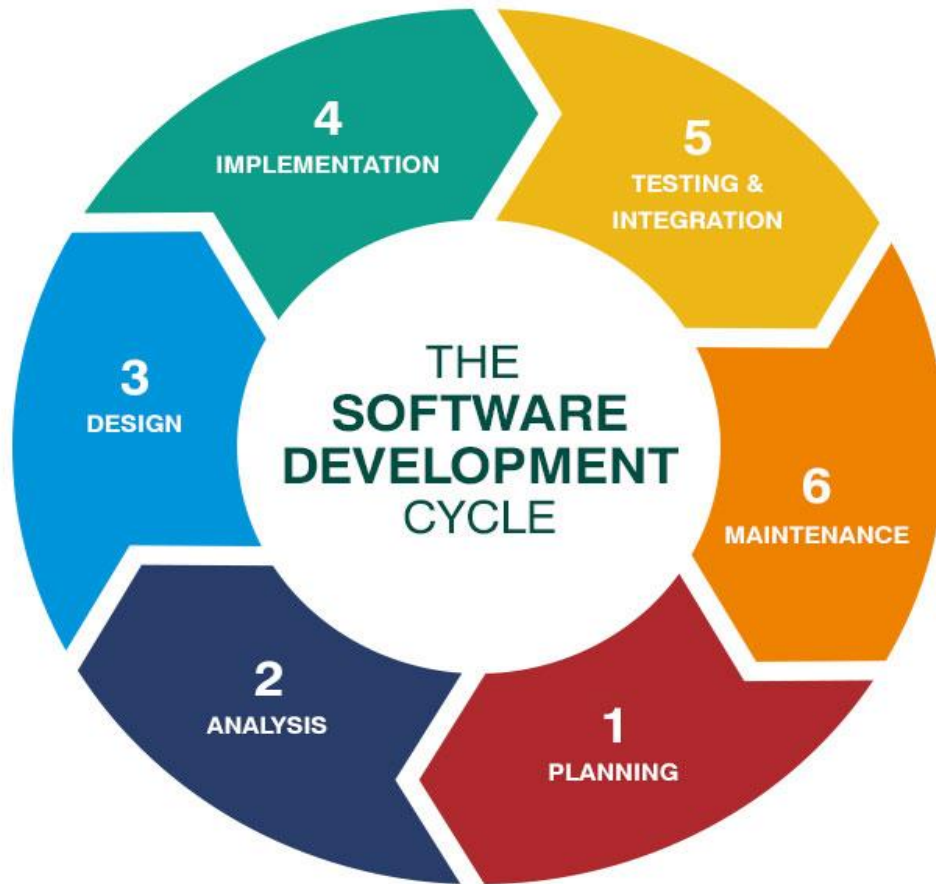 THE
SOFTWARE
DEVELOPMENT
CYCLE
1
PLANNING
2
ANALYSIS
3
DESIGN
4
IMPLEMENTATION
5
TESTING &
INTEGRATION
6
MAINTENANCE